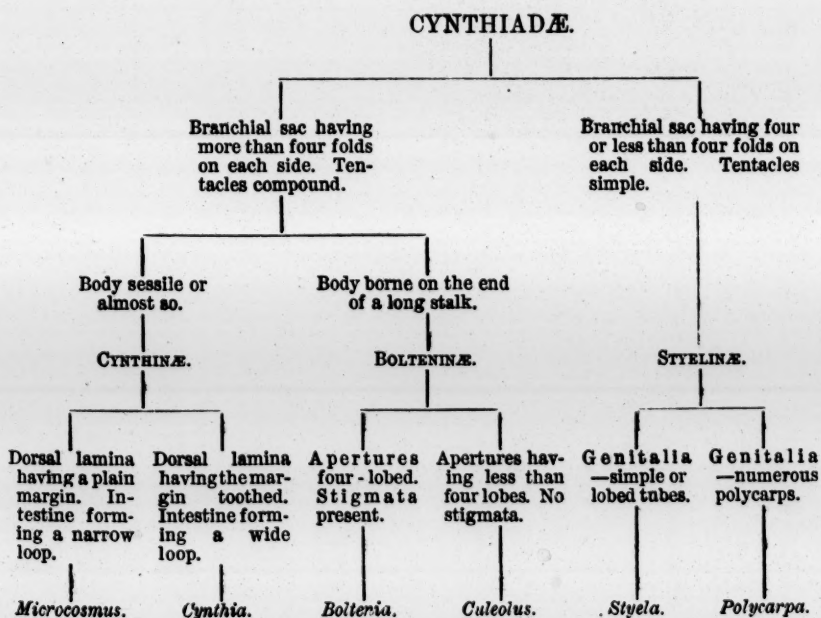 CYNTHIADÆ.
Branchial sac having
more than four folds
on each side. Ten-
tacles compound.
Branchial sac having four
or less than four folds on
each side. Tentacles
simple.
Body sessile or
almost so.
Body borne on the end
of a long stalk.
CYNTHINÆ.
BOLTENINÆ.
STYELINÆ.
Dorsal lamina
having a plain
margin. In-
testine form-
ing a narrow
loop.
Dorsal lamina
having the mar-
gin toothed.
Intestine form-
ing a wide
loop.
Apertures
four-lobed.
Stigmata
present.
Apertures hav-
ing less than
four lobes. No
stigmata.
Genitalia
—simple or
lobed tubes.
Genitalia
—numerous
polycarps.
Microcosmus.
Cynthia.
Boltenia.
Culeolus.
Styela.
Polycarpa.